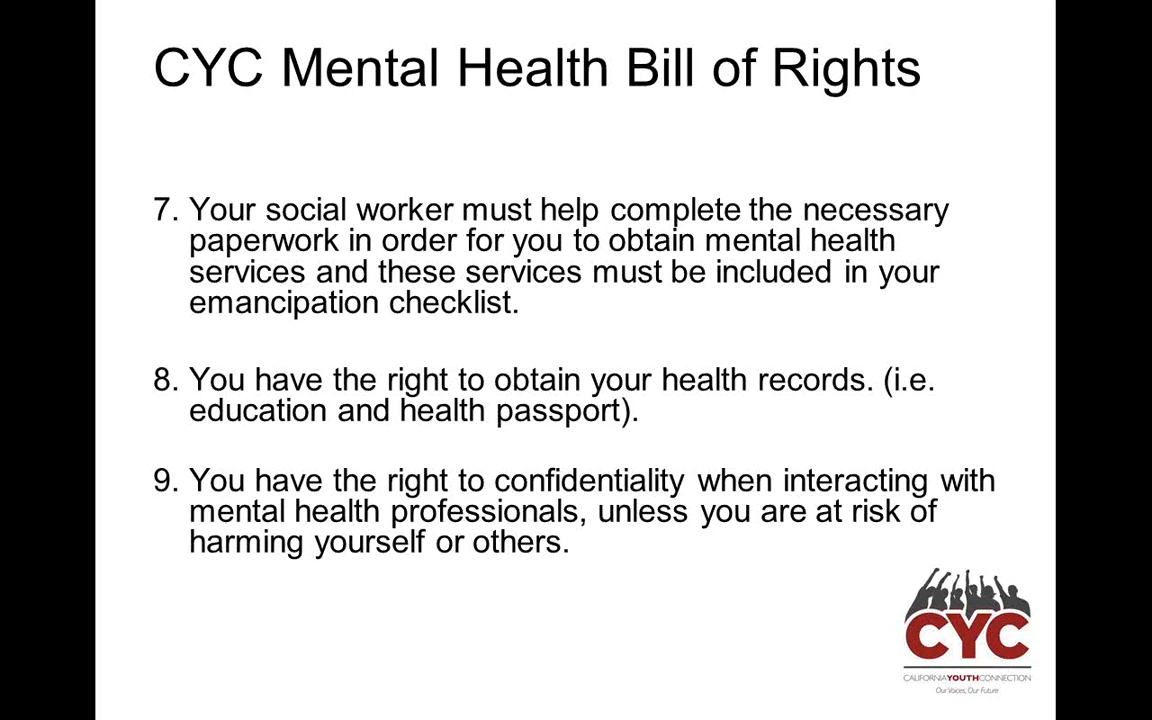 CYC Mental Health Bill of Rights
7. Your social worker must help complete the necessary
paperwork in order for you to obtain mental health
services and these services must be included in your
emancipation checklist.
8. You have the right to obtain your health records. (i.e.
education and health passport).
9. You have the right to confidentiality when interacting with
mental health professionals, unless you are at risk of
harming yourself or others.
CYC
CALIFORNIAYOUTHCONNECTION
Our Voices, Our Future